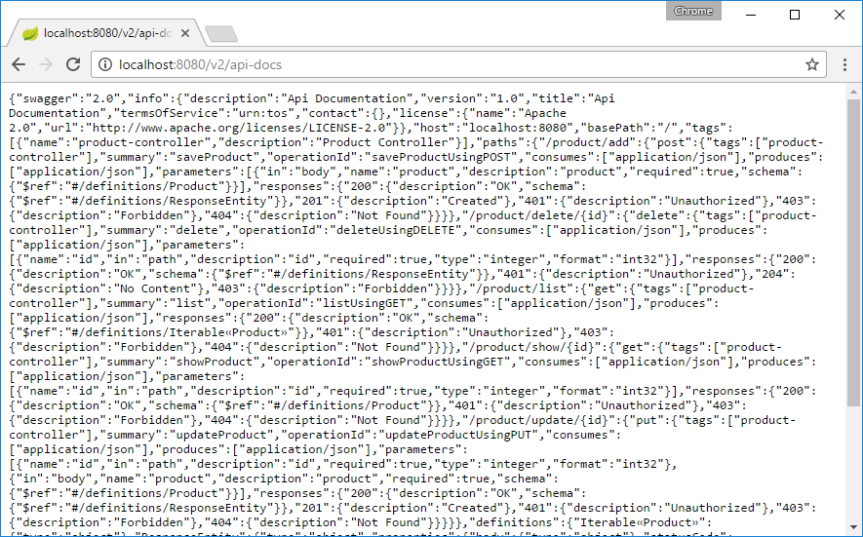 Chrome
localhost:8080/v2/api-do
localhost:8080/v2/api-docs
{"swagger":"2.0","info":{"description":"Api Documentation","version":"1.0","title":"Api
Documentation","termsOfService":"urn:tos","contact":{},"license":{"name":"Apache
2.0","url":"http://www.apache.org/licenses/LICENSE-2.0"}},"host":"localhost:8080","basePath":"/","tags":
[{"name":"product-controller","description":"Product Controller"}],"paths":{"/product/add":{"post":{"tags":["product-
controller"],"summary":"saveProduct","operationId":"saveProductUsingPOST","consumes":["application/json"],"produces":
["application/json"],"parameters":[{"in":"body","name":"product","description":"product","required":true,"schema":
{"$ref":"#/definitions/Product"}}],"responses":{"200":{"description":"OK","schema":
{"$ref":"#/definitions/ResponseEntity"}},"201":{"description":"Created"},"401":{"description":"Unauthorized"},"403":
{"description":"Forbidden"},"404":{"description":"Not Found"}}}},"/product/delete/{id}":{"delete":{"tags":["product-
controller"],"summary":"delete","operationId":"deleteUsingDELETE","consumes":["application/json"],"produces":
["application/json"],"parameters":
[{"name":"id","in":"path","description":"id","required":true,"type":"integer","format":"int32"}],"responses":{"200":
{"description":"OK","schema":{"$ref":"#/definitions/ResponseEntity"}},"401":{"description":"Unauthorized"},"204":
{"description":"No Content"},"403":{"description":"Forbidden"}}}},"/product/list":{"get":{"tags":["product-
controller"],"summary":"list","operationId":"listUsingGET","consumes":["application/json"],"produces":
["application/json"],"responses":{"200":{"description":"OK","schema":
{"$ref":"#/definitions/Iterable«Product»"}},"401":{"description":"Unauthorized"},"403":
{"description":"Forbidden"},"404":{"description":"Not Found"}}}},"/product/show/{id}":{"get":{"tags":["product-
controller"],"summary":"showProduct","operationId":"showProductUsingGET","consumes":["application/json"],"produces":
["application/json"],"parameters":
[{"name":"id","in":"path","description":"id","required":true,"type":"integer","format":"int32"}],"responses":{"200":
{"description":"OK","schema":{"$ref":"#/definitions/Product"}},"401":{"description":"Unauthorized"},"403":
{"description":"Forbidden"},"404":{"description":"Not Found"}}}},"/product/update/{id}":{"put":{"tags":["product-
controller"],"summary":"updateProduct","operationId":"updateProductUsingPUT","consumes":
["application/json"],"produces":["application/json"],"parameters":
[{"name":"id","in":"path","description":"id","required":true,"type":"integer","format":"int32"},
{"in":"body","name":"product","description":"product","required":true,"schema":
{"$ref":"#/definitions/Product"}}],"responses":{"200":{"description":"OK","schema":
{"$ref":"#/definitions/ResponseEntity"}},"201":{"description":"Created"},"401":{"description":"Unauthorized"},"403":
{"description":"Forbidden"},"404":{"description":"Not Found"}}}}},"definitions":{"Iterable«Product»":
{"type":"object"},"ResponseEntity":{"type":"object","properties":{"body":{"type":"object"},"statusCode":